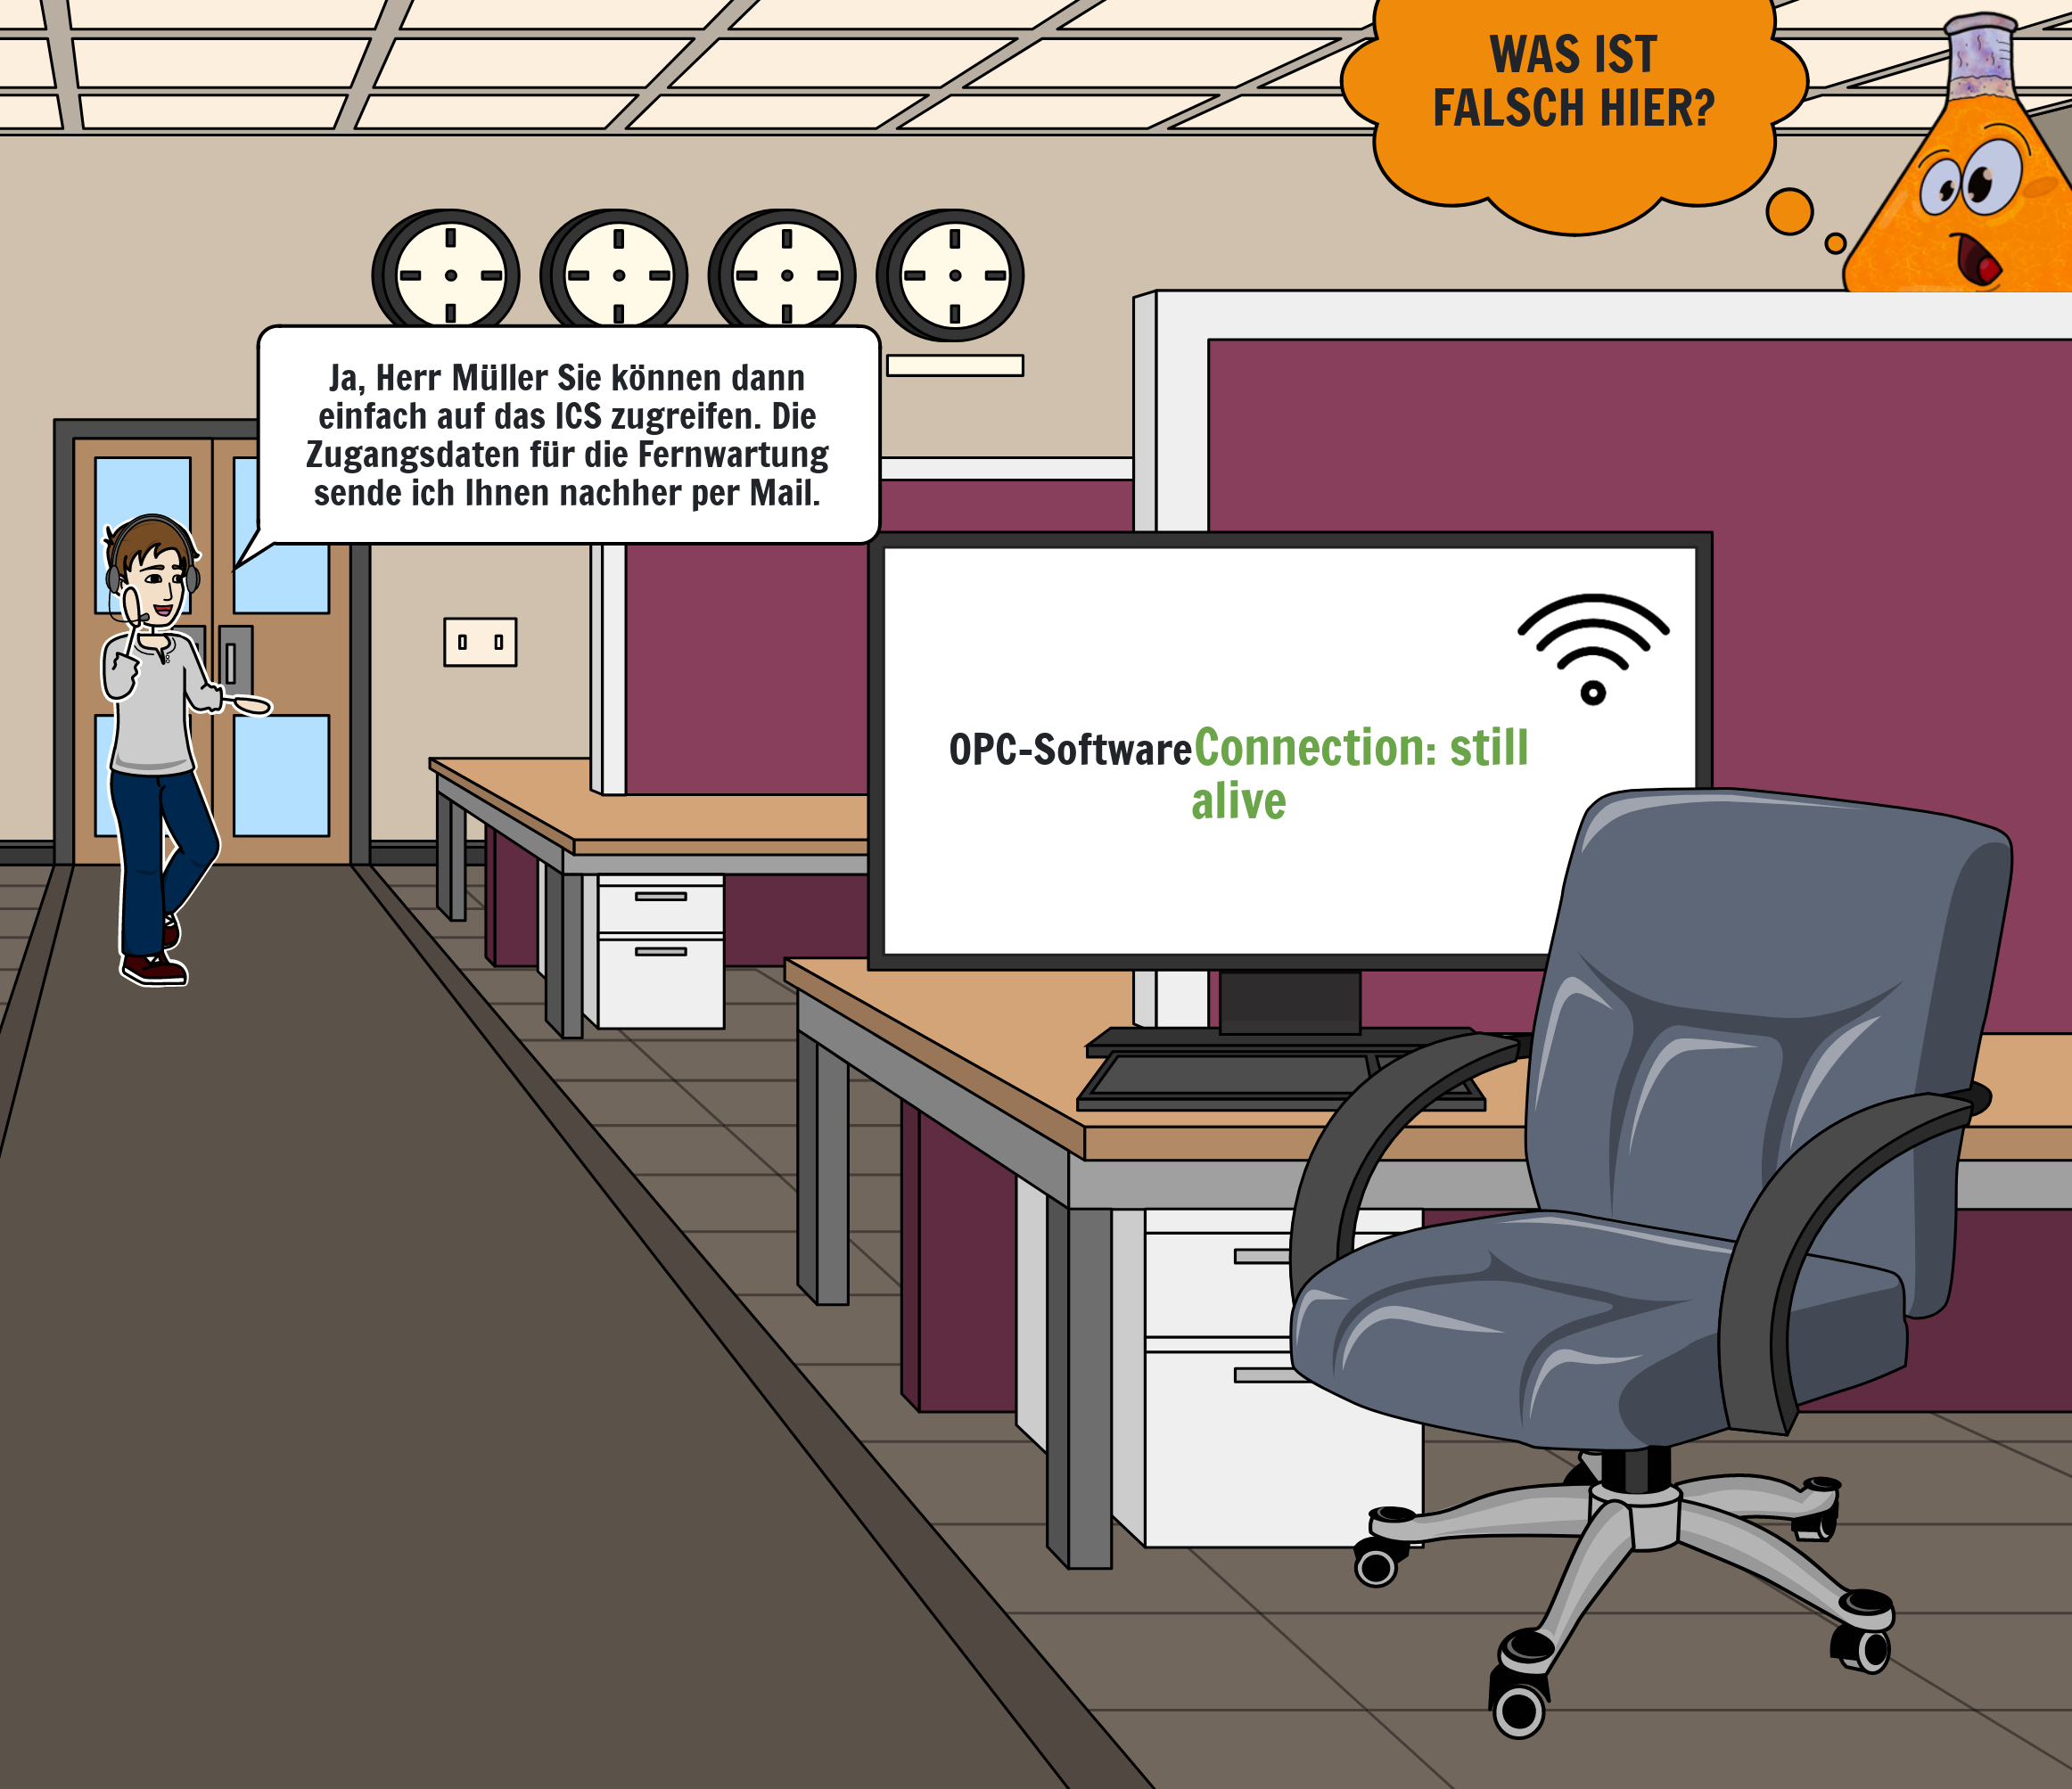 WAS IST
FALSCH HIER?
Ja, Herr Müller Sie können dann
einfach auf das ICS zugreifen. Die
Zugangsdaten für die Fernwartung
sende ich Ihnen nachher per Mail.
OPC-SoftwareConnection: still
alive